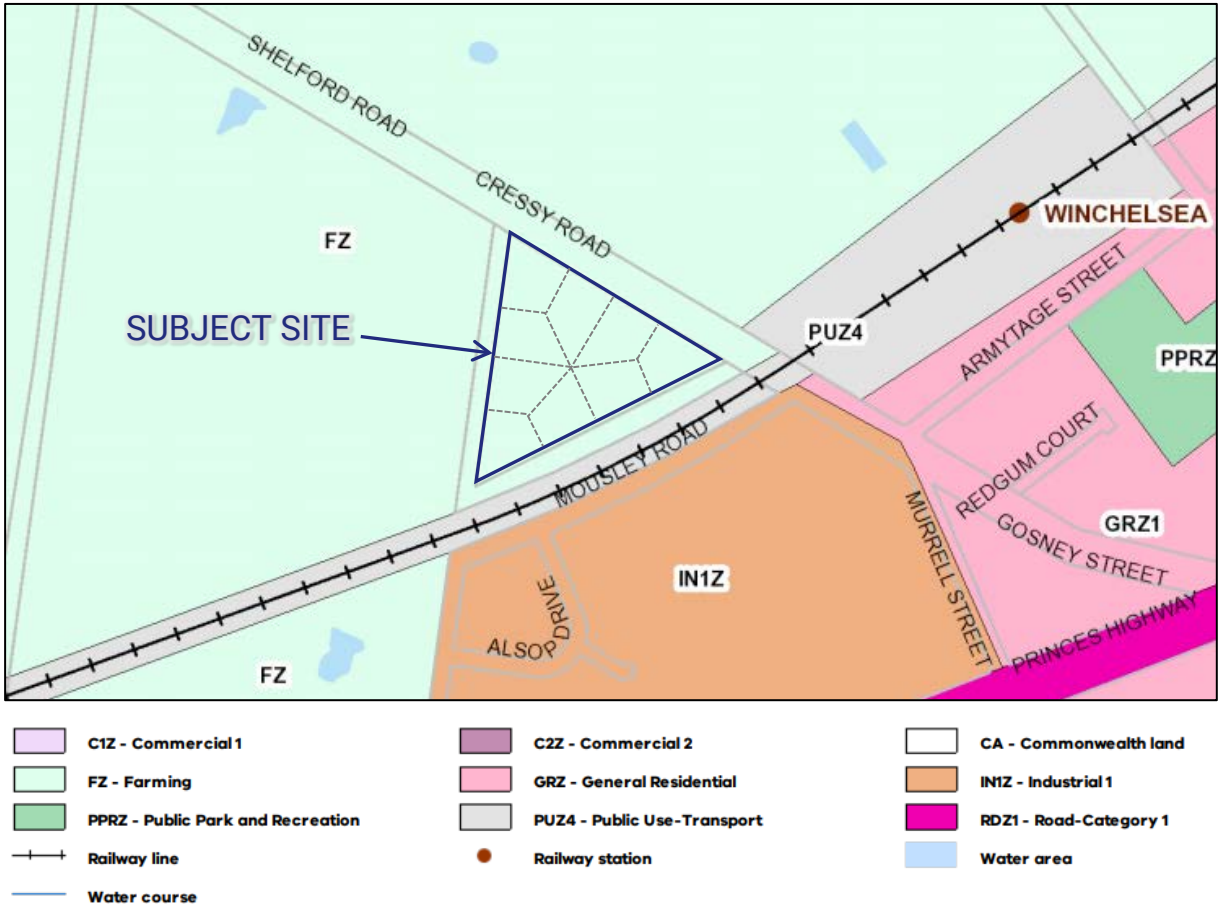 SHELFORD ROAD
CRESSY ROAD
WINCHELSEA
FZ
SUBJECT SITE
PUZ4
ARMYTAGE STREET
PPRZ
MOUSLEY ROAD
REDGUM COURT
GRZ1
GOSNEY STREET
MURRELL STREET
IN1Z
ALSOP DRIVE
PRINCES HIGHWAY
FZ
C1Z - Commercial 1
C2Z - Commercial 2
CA - Commonwealth land
FZ - Farming
GRZ - General Residential
IN1Z - Industrial 1
PPRZ - Public Park and Recreation
PUZ4 - Public Use-Transport
RDZ1 - Road-Category 1
Railway line
Railway station
Water area
Water course